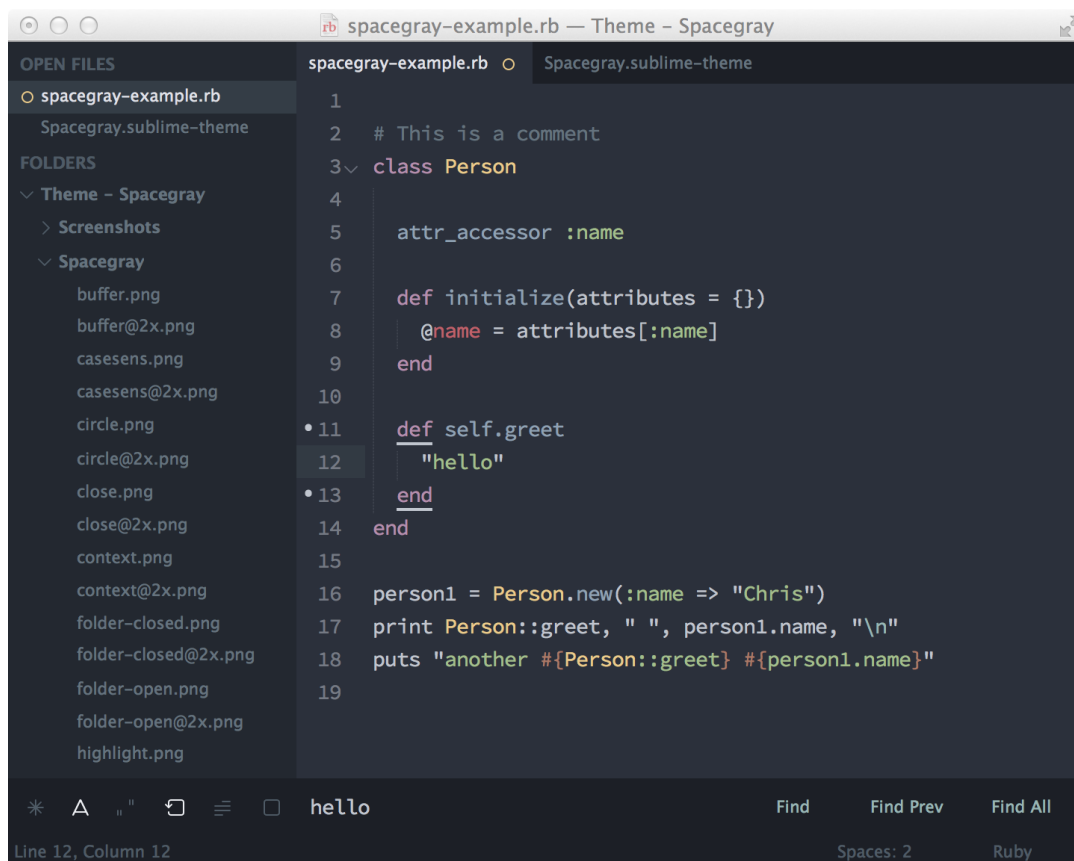 rb spacegray-example.rb — Theme - Spacegray
OPEN FILES
spacegray-example.rb
Spacegray.sublime-theme
FOLDERS
Theme - Spacegray
Screenshots
Spacegray
buffer.png
buffer@2x.png
casesens.png
casesens@2x.png
circle.png
circle@2x.png
close.png
close@2x.png
context.png
context@2x.png
folder-closed.png
folder-closed@2x.png
folder-open.png
folder-open@2x.png
highlight.png
spacegray-example.rb Spacegray.sublime-theme
1
2 # This is a comment
3 class Person
4
5 attr_accessor :name
6
7 def initialize(attributes = {})
8 @name = attributes[:name]
9 end
10
11 def self.greet
12 "hello"
13 end
14 end
15
16 person1 = Person.new(:name => "Chris")
17 print Person::greet, " ", person1.name, "\n"
18 puts "another #{Person::greet} #{person1.name}"
19
hello Find Find Prev Find All
Line 12, Column 12 Spaces: 2 Ruby